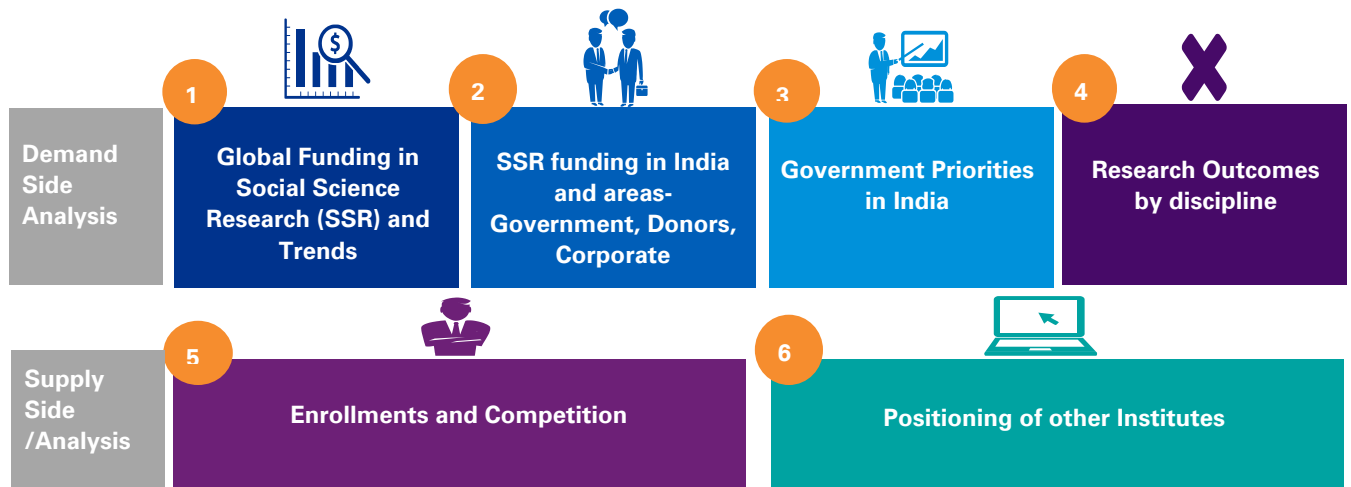 $
1
2
3
4
Demand
Side
Analysis
Global Funding in
Social Science
Research (SSR) and
Trends
SSR funding in India
and areas-
Government, Donors,
Corporate
Government Priorities
in India
Research Outcomes
by discipline
5
6
Supply
Side
/Analysis
Enrollments and Competition
Positioning of other Institutes